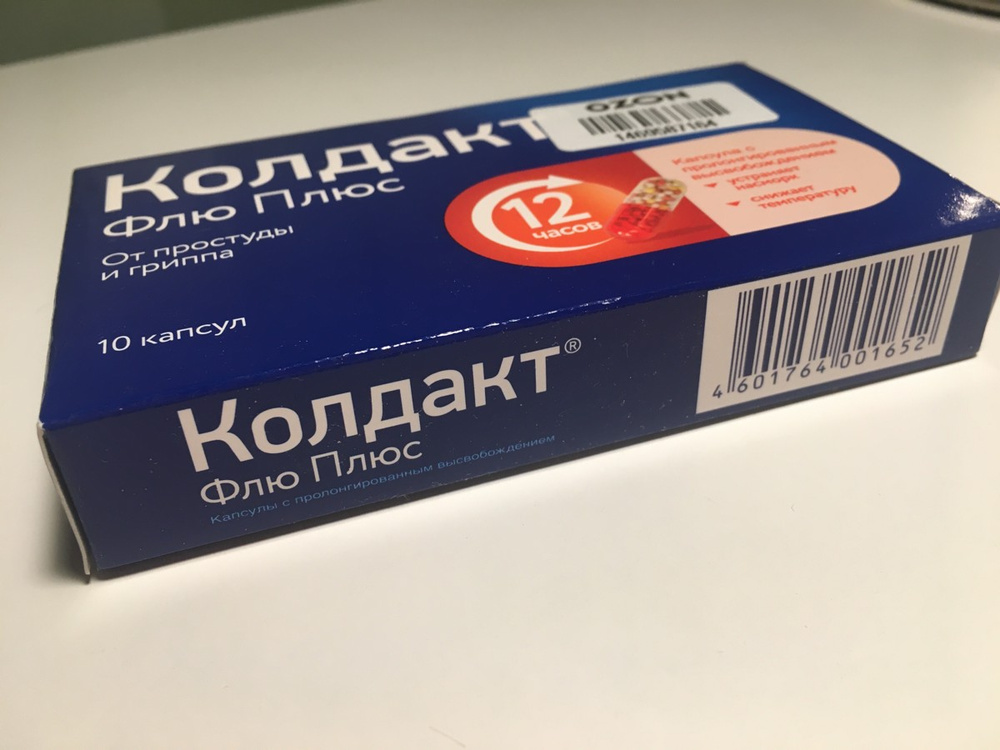 OZON
1469587184
Колдакт
Флю Плюс
От простуды
и гриппа
12
часов
Капсула с
пролонгированным
высвобождением
устраняет
насморк
снижает
температуру
10 капсул
Колдакт®
Флю Плюс
Капсулы с пролонгированным высвобождением
4 601764 001652